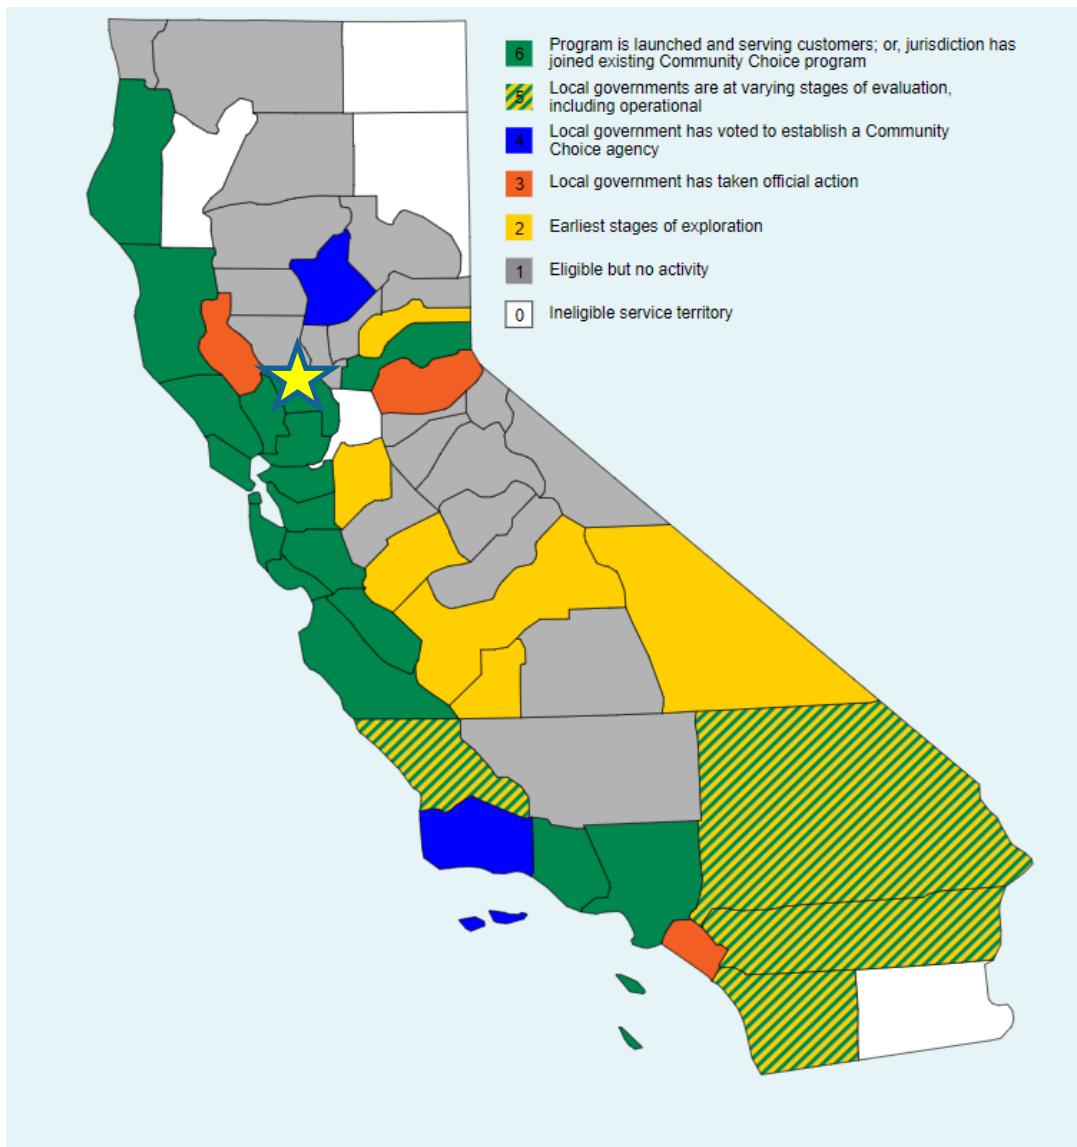 6
Program is launched and serving customers; or, jurisdiction has
joined existing Community Choice program
5
Local governments are at varying stages of evaluation,
including operational
4
Local government has voted to establish a Community
Choice agency
3
Local government has taken official action
2
Earliest stages of exploration
1
Eligible but no activity
0
Ineligible service territory